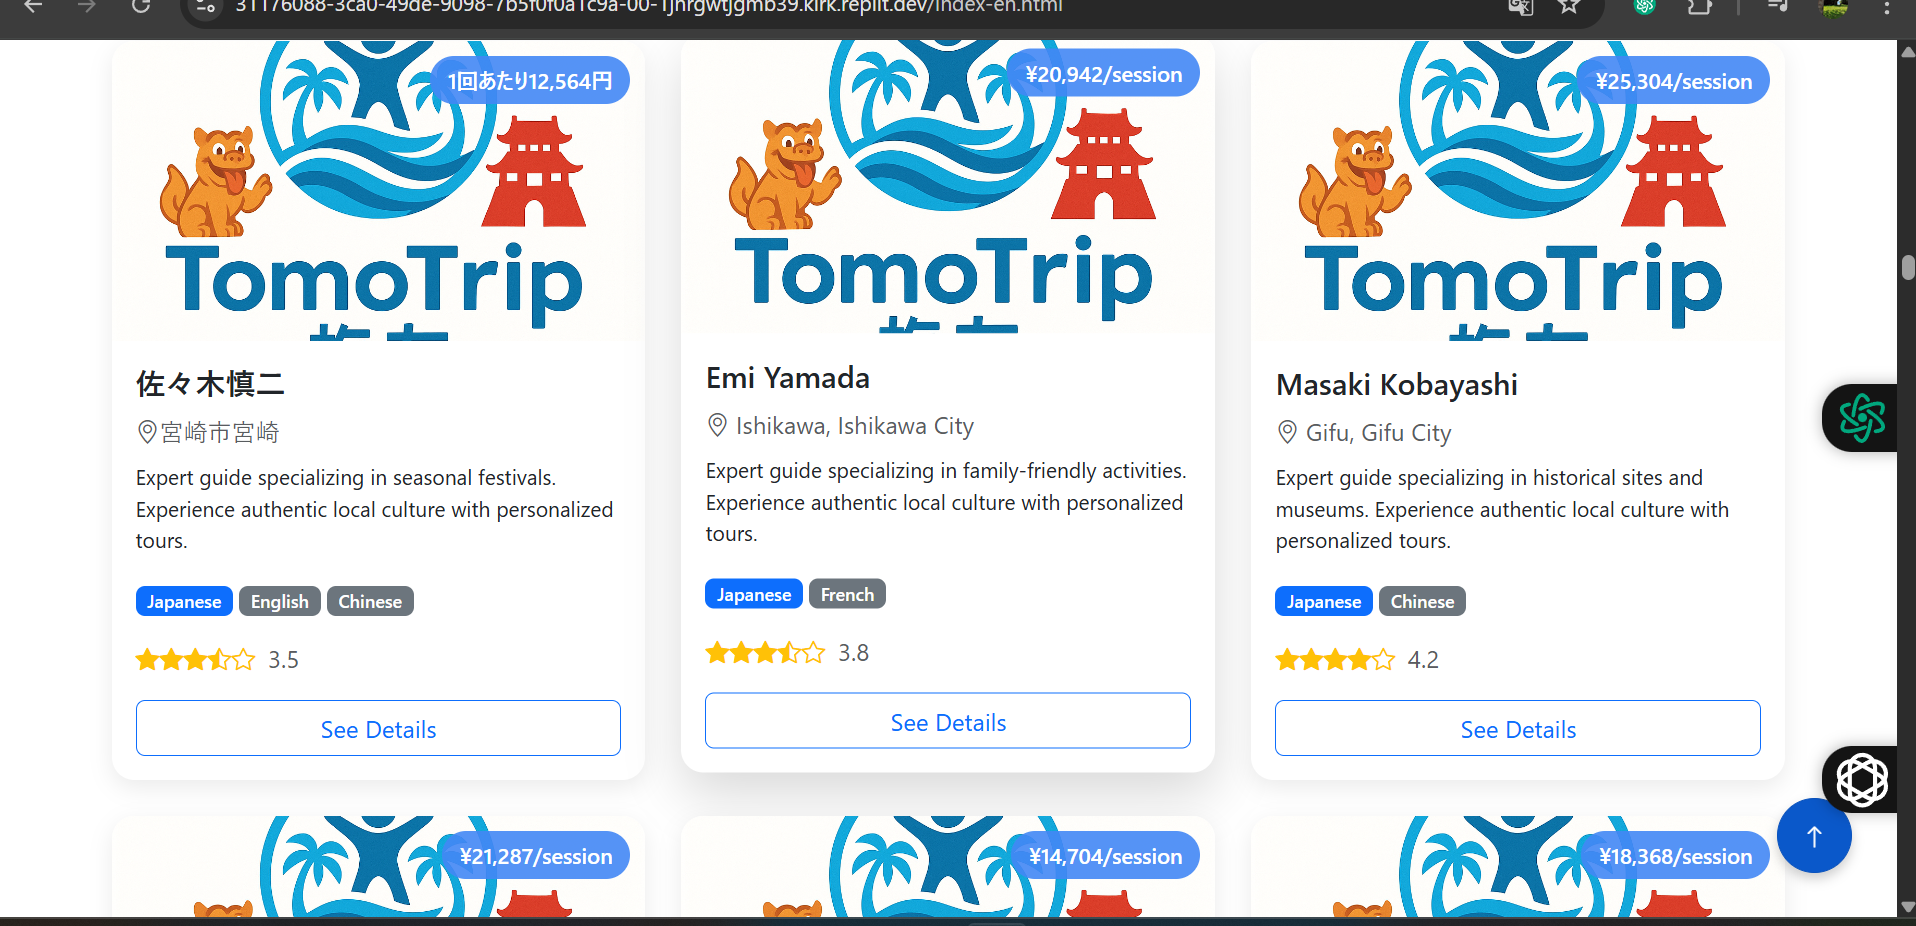 31176088-3ca0-49de-9098-7b5f0f0a1c9a-00-1jhrgwtjgmb39.kirk.replit.dev/index-en.html
1回あたり12,564円
TomoTrip
佐々木慎二
宮崎市宮崎
Expert guide specializing in seasonal festivals.
Experience authentic local culture with personalized
tours.
Japanese English Chinese
3.5
See Details
¥20,942/session
TomoTrip
Emi Yamada
Ishikawa, Ishikawa City
Expert guide specializing in family-friendly activities.
Experience authentic local culture with personalized
tours.
Japanese French
3.8
See Details
¥25,304/session
TomoTrip
Masaki Kobayashi
Gifu, Gifu City
Expert guide specializing in historical sites and
museums. Experience authentic local culture with
personalized tours.
Japanese Chinese
4.2
See Details
¥21,287/session
¥14,704/session
¥18,368/session